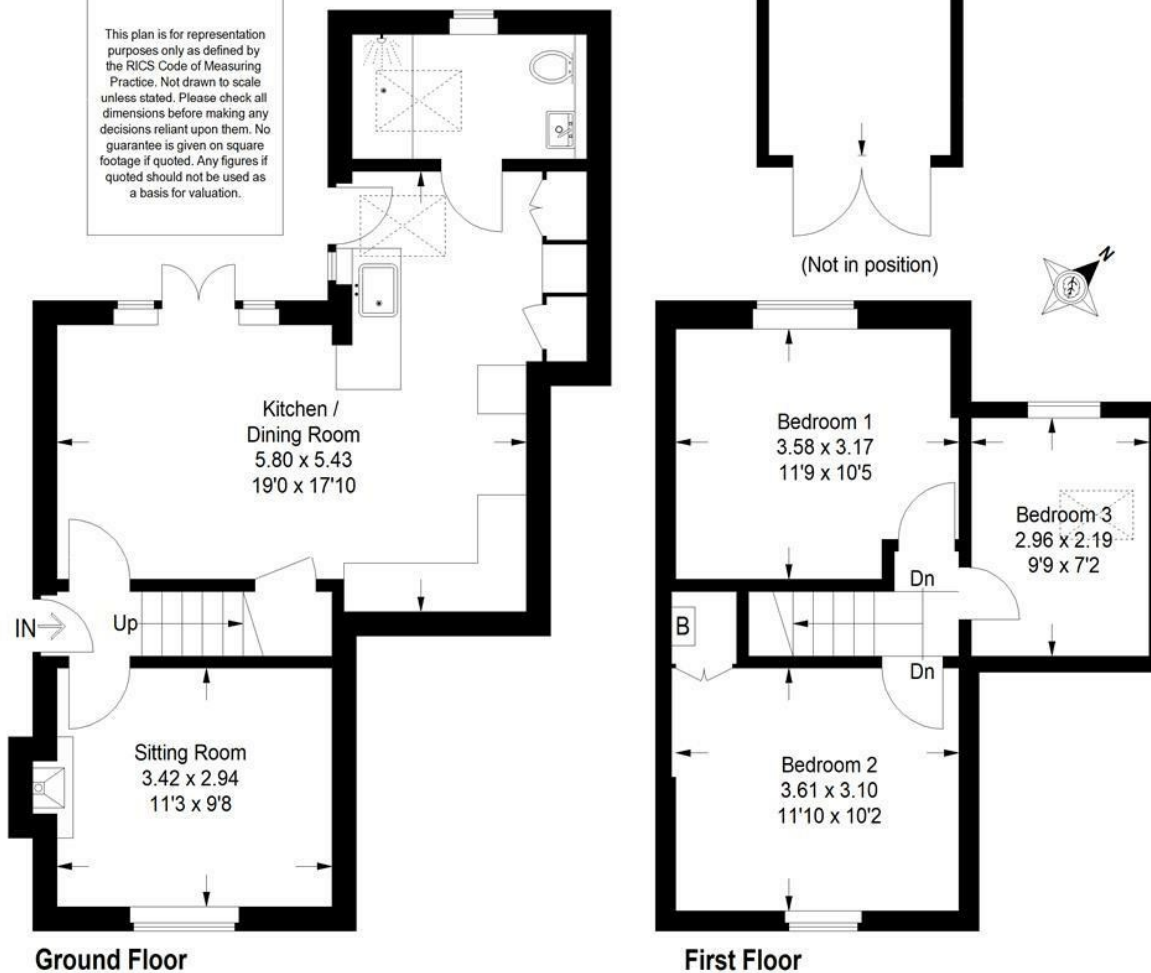 This plan is for representation
purposes only as defined by
the RICS Code of Measuring
Practice. Not drawn to scale
unless stated. Please check all
dimensions before making any
decisions reliant upon them. No
guarantee is given on square
footage if quoted. Any figures if
quoted should not be used as
a basis for valuation.
(Not in position)
N
Kitchen /
Dining Room
5.80 x 5.43
19'0 x 17'10
IN
Up
Sitting Room
3.42 x 2.94
11'3 x 9'8
Ground Floor
Bedroom 1
3.58 x 3.17
11'9 x 10'5
Bedroom 3
2.96 x 2.19
9'9 x 7'2
Dn
B
Dn
Bedroom 2
3.61 x 3.10
11'10 x 10'2
First Floor